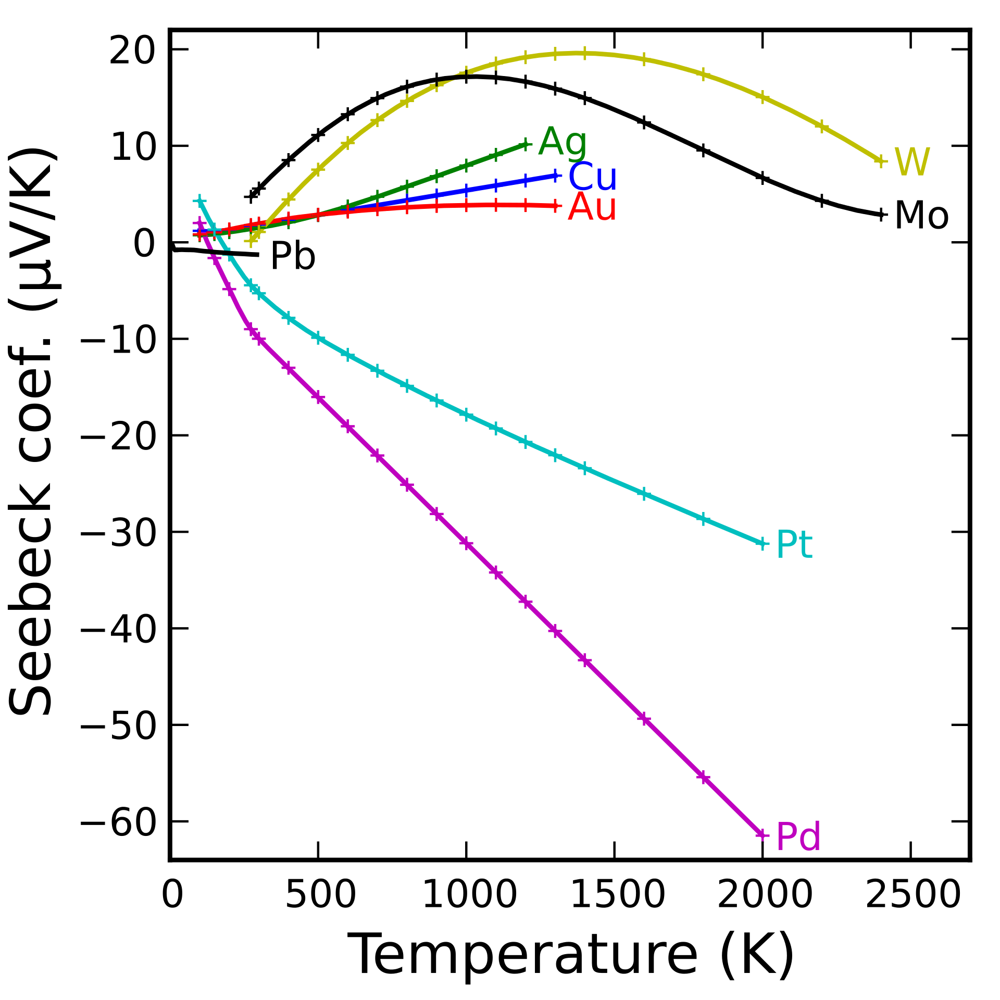 Seebeck coef. (µV/K)
20
10
0
−10
−20
−30
−40
−50
−60
W
Ag
Cu
Au
Mo
Pb
Pt
Pd
0 500 1000 1500 2000 2500
Temperature (K)